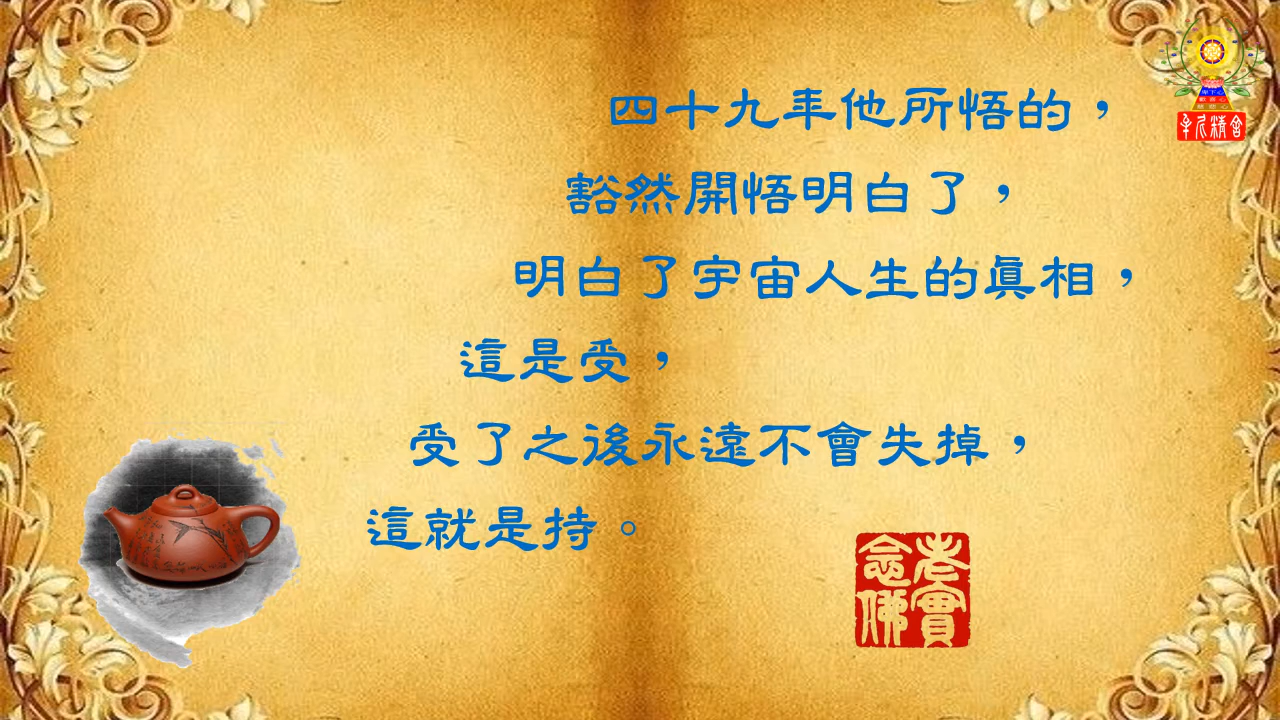 四十九年他所悟的，
豁然開悟明白了，
明白了宇宙人生的真相，
這是受，
受了之後永遠不會失掉，
這就是持。
老實
念佛